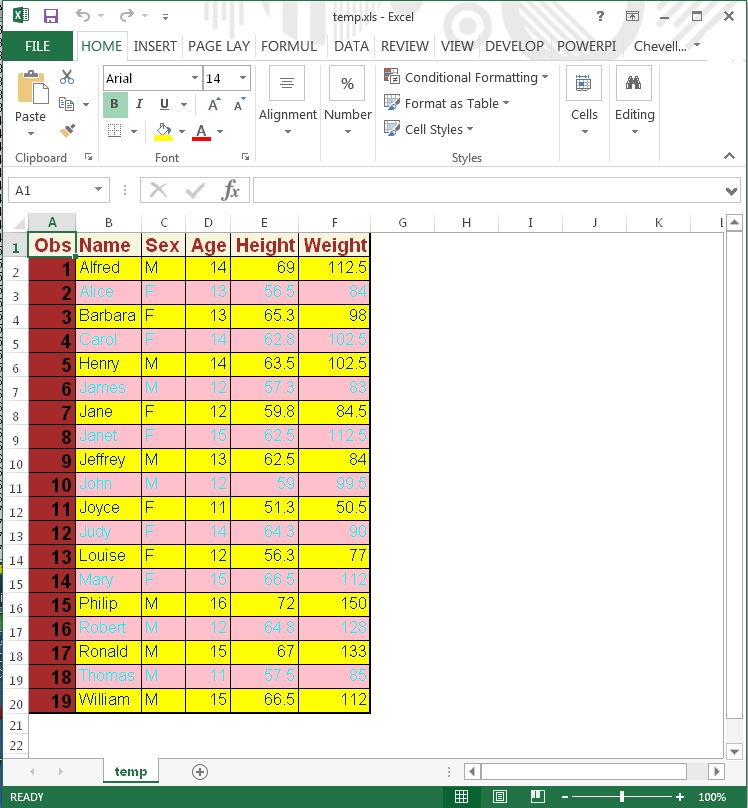 temp.xls - Excel
FILE HOME INSERT PAGE LAY FORMUL DATA REVIEW VIEW DEVELOP POWERPI Chevell...
Paste
Arial 14
B I U A A
A
Alignment
%
Number
Conditional Formatting
Format as Table
Cell Styles
Cells
Editing
Clipboard Font Styles
A1 fx
A B C D E F G H I J K
1 Obs Name Sex Age Height Weight
2 1 Alfred M 14 69 112.5
3 2 Alice F 13 56.5 84
4 3 Barbara F 13 65.3 98
5 4 Carol F 14 62.8 102.5
6 5 Henry M 14 63.5 102.5
7 6 James M 12 57.3 83
8 7 Jane F 12 59.8 84.5
9 8 Janet F 15 62.5 112.5
10 9 Jeffrey M 13 62.5 84
11 10 John M 12 59 99.5
12 11 Joyce F 11 51.3 50.5
13 12 Judy F 14 64.3 90
14 13 Louise F 12 56.3 77
15 14 Mary F 15 66.5 112
16 15 Philip M 16 72 150
17 16 Robert M 12 64.8 128
18 17 Ronald M 15 67 133
19 18 Thomas M 11 57.5 85
20 19 William M 15 66.5 112
21
22
temp
READY 100%